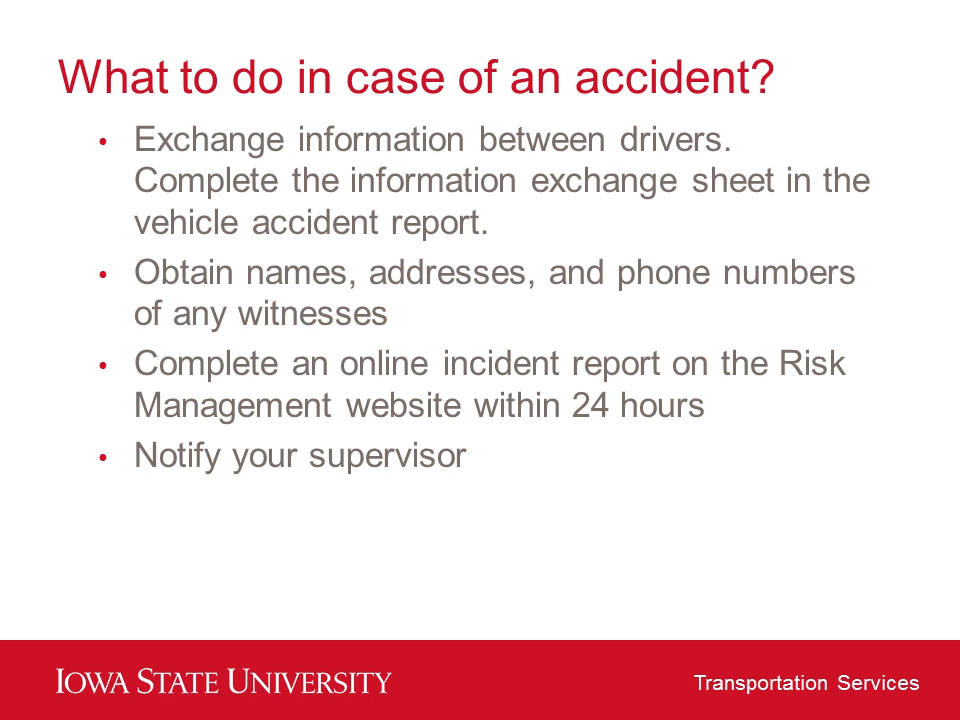 What to do in case of an accident?
• Exchange information between drivers.
Complete the information exchange sheet in the
vehicle accident report.
• Obtain names, addresses, and phone numbers
of any witnesses
• Complete an online incident report on the Risk
Management website within 24 hours
• Notify your supervisor
IOWA STATE UNIVERSITY
Transportation Services